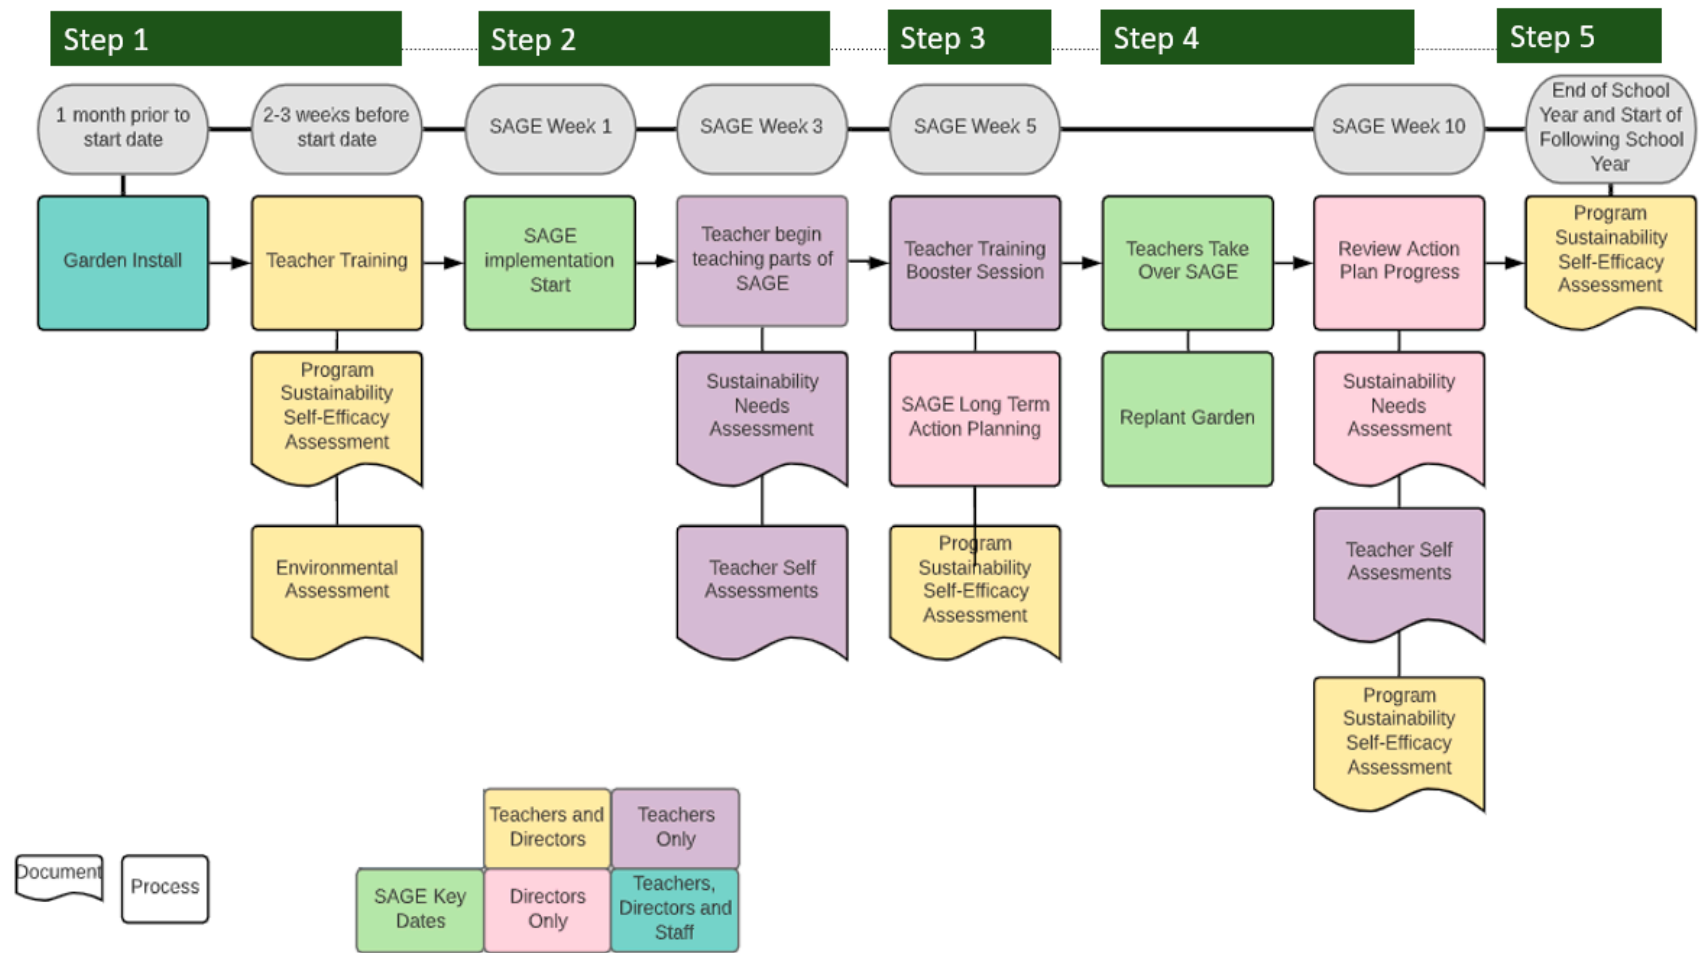 Step 1
Step 2
Step 3
Step 4
Step 5
1 month prior to
start date
2-3 weeks before
start date
SAGE Week 1
SAGE Week 3
SAGE Week 5
SAGE Week 10
End of School
Year and Start of
Following School
Year
Garden Install
Teacher Training
SAGE
implementation
Start
Teacher begin
teaching parts of
SAGE
Teacher Training
Booster Session
Teachers Take
Over SAGE
Review Action
Plan Progress
Program
Sustainability
Self-Efficacy
Assessment
Program
Sustainability
Self-Efficacy
Assessment
Sustainability
Needs
Assessment
SAGE Long Term
Action Planning
Replant Garden
Sustainability
Needs
Assessment
Environmental
Assessment
Teacher Self
Assessments
Program
Sustainability
Self-Efficacy
Assessment
Teacher Self
Assesments
Program
Sustainability
Self-Efficacy
Assessment
Document
Process
Teachers and
Directors
Teachers
Only
SAGE Key
Dates
Directors
Only
Teachers,
Directors and
Staff